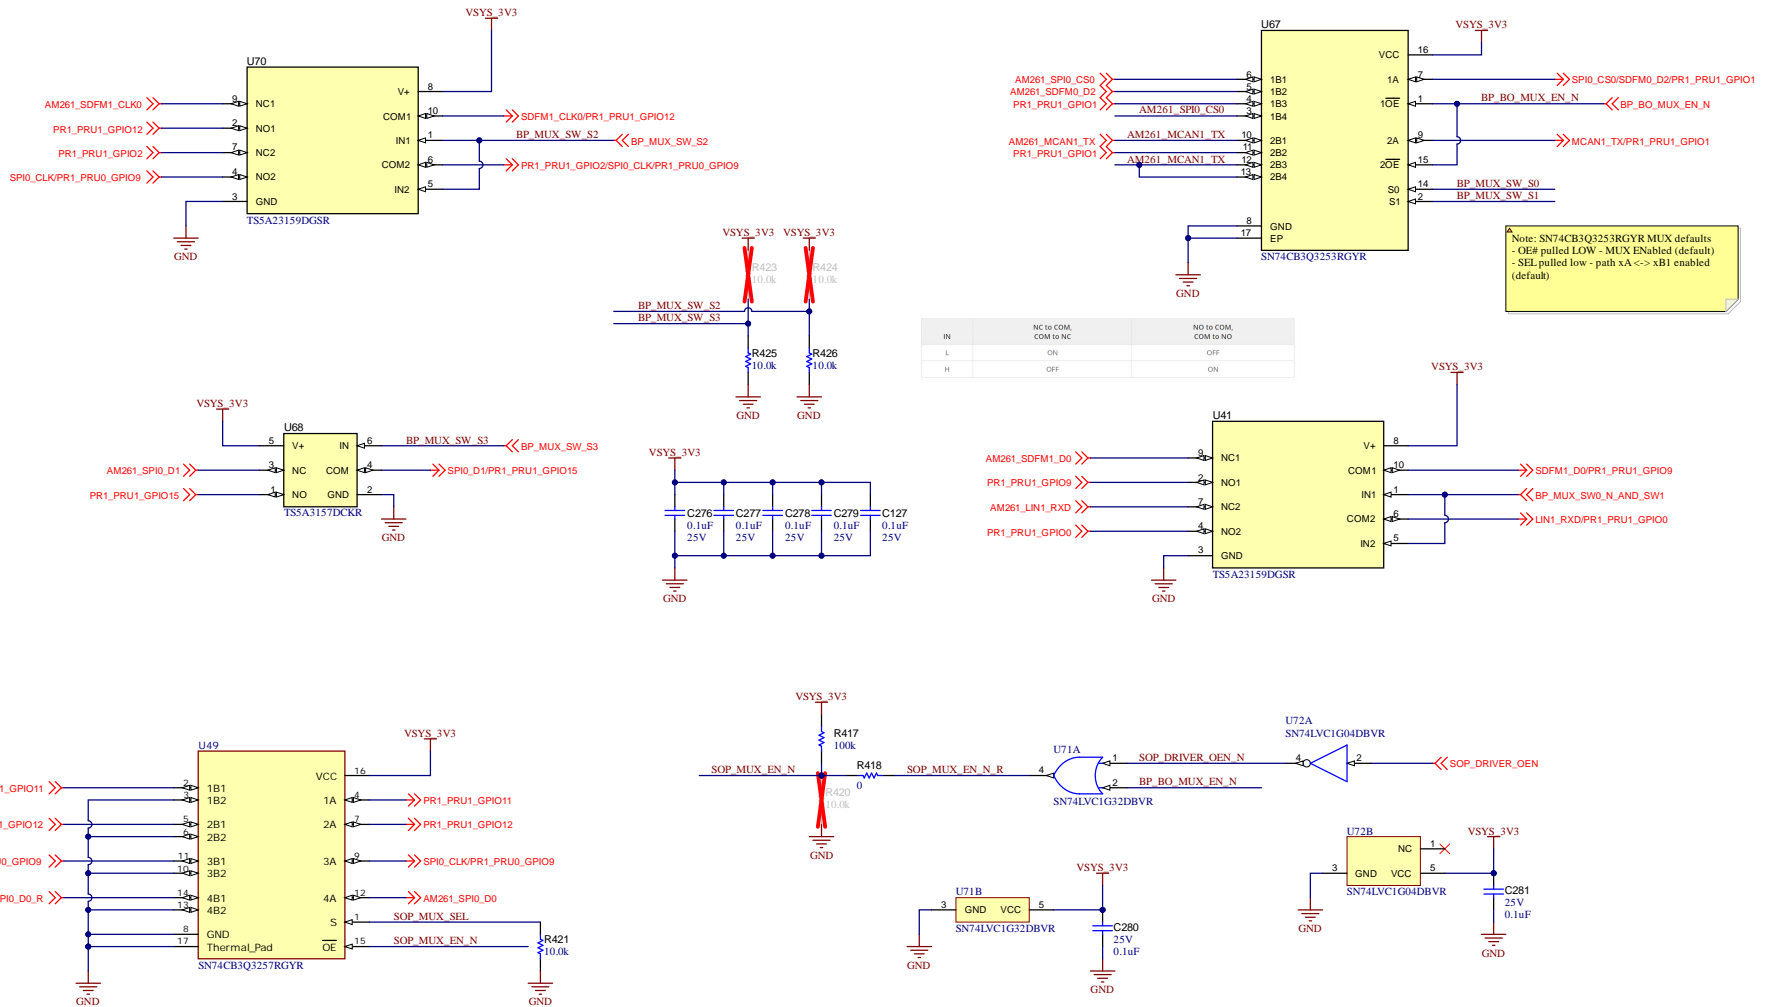 VSYS_3V3
U70
V+ 8
AM261_SDFM1_CLK0 9 NC1
COM1 10 SDFM1_CLK0/PR1_PRU1_GPIO12
PR1_PRU1_GPIO12 2 NO1
IN1 1 BP_MUX_SW_S2 BP_MUX_SW_S2
PR1_PRU1_GPIO2 7 NC2
COM2 6 PR1_PRU1_GPIO2/SPI0_CLK/PR1_PRU0_GPIO9
SPI0_CLK/PR1_PRU0_GPIO9 4 NO2
IN2 5
3 GND
TS5A23159DGSR
GND
U67
VSYS_3V3
VCC 16
AM261_SPI0_CS0 6 1B1
1A 7 SPI0_CS0/SDFM0_D2/PR1_PRU1_GPIO1
AM261_SDFM0_D2 5 1B2
PR1_PRU1_GPIO1 4 1B3
1OE 1 BP_BO_MUX_EN_N BP_BO_MUX_EN_N
AM261_SPI0_CS0 3 1B4
AM261_MCAN1_TX AM261_MCAN1_TX 10 2B1
2A 9 MCAN1_TX/PR1_PRU1_GPIO1
PR1_PRU1_GPIO1 11 2B2
AM261_MCAN1_TX 12 2B3
2OE 15
13 2B4
S0 14 BP_MUX_SW_S0
S1 2 BP_MUX_SW_S1
8 GND
17 EP
SN74CB3Q3253RGYR
GND
Note: SN74CB3Q3253RGYR MUX defaults
- OE# pulled LOW - MUX ENabled (default)
- SEL pulled low - path xA <-> xB1 enabled
(default)
VSYS_3V3 VSYS_3V3
R423 R424
10.0k 10.0k
BP_MUX_SW_S2
BP_MUX_SW_S3
R425 R426
10.0k 10.0k
GND GND
NC to COM, NO to COM,
IN COM to NC COM to NO
L ON OFF
H OFF ON
VSYS_3V3
U68
5 V+ IN 6 BP_MUX_SW_S3 BP_MUX_SW_S3
AM261_SPI0_D1 3 NC COM 4 SPI0_D1/PR1_PRU1_GPIO15
PR1_PRU1_GPIO15 1 NO GND 2
TS5A3157DCKR
GND
VSYS_3V3
C276 C277 C278 C279 C127
0.1uF 0.1uF 0.1uF 0.1uF 0.1uF
25V 25V 25V 25V 25V
GND
VSYS_3V3
U41
V+ 8
AM261_SDFM1_D0 9 NC1
COM1 10 SDFM1_D0/PR1_PRU1_GPIO9
PR1_PRU1_GPIO9 2 NO1
IN1 1 BP_MUX_SW0_N_AND_SW1
AM261_LIN1_RXD 7 NC2
COM2 6 LIN1_RXD/PR1_PRU1_GPIO0
PR1_PRU1_GPIO0 4 NO2
IN2 5
3 GND
TS5A23159DGSR
GND
VSYS_3V3
U49
VCC 16
1_GPIO11 2 1B1
3 1B2 1A 4 PR1_PRU1_GPIO11
1_GPIO12 5 2B1 2A 7 PR1_PRU1_GPIO12
6 2B2
U0_GPIO9 11 3B1 3A 9 SPI0_CLK/PR1_PRU0_GPIO9
10 3B2
PI0_D0_R 14 4B1 4A 12 AM261_SPI0_D0
13 4B2
S 1 SOP_MUX_SEL
8 GND
17 Thermal_Pad OE 15 SOP_MUX_EN_N
R421
10.0k
SN74CB3Q3257RGYR
GND GND
VSYS_3V3
R417
100k
SOP_MUX_EN_N R418 SOP_MUX_EN_N_R
0
R420
10.0k
GND
U71A
4 1 SOP_DRIVER_OEN_N
2 BP_BO_MUX_EN_N
SN74LVC1G32DBVR
U72A
SN74LVC1G04DBVR
4 2 SOP_DRIVER_OEN
VSYS_3V3
U71B
3 GND VCC 5
SN74LVC1G32DBVR
C280
25V
0.1uF
GND GND
U72B VSYS_3V3
NC 1
3 GND VCC 5
SN74LVC1G04DBVR
C281
25V
0.1uF
GND GND